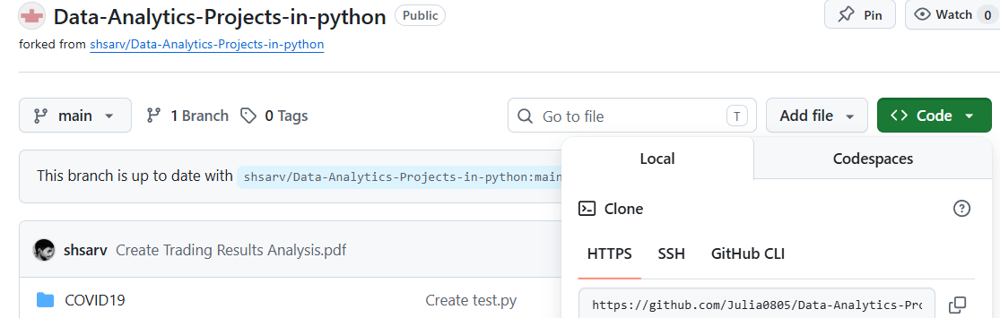 Data-Analytics-Projects-in-python Public Pin Watch 0
forked from shsarv/Data-Analytics-Projects-in-python
main 1 Branch 0 Tags Go to file T Add file <> Code
Local Codespaces
This branch is up to date with shsarv/Data-Analytics-Projects-in-python:main
Clone
HTTPS SSH GitHub CLI
shsarv Create Trading Results Analysis.pdf
COVID19 Create test.py
https://github.com/Julia0805/Data-Analytics-Pro